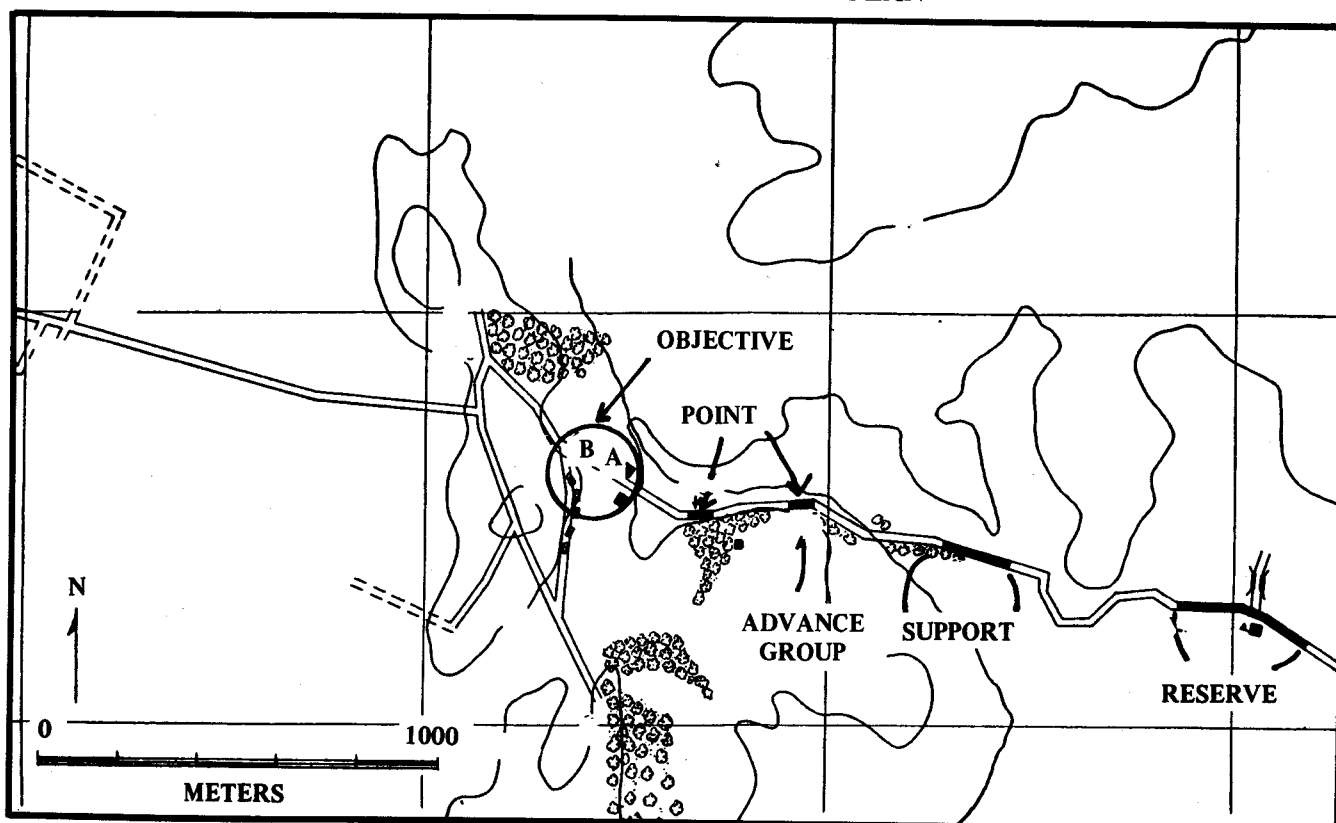 OBJECTIVE
B
A
POINT
N
ADVANCE
GROUP
SUPPORT
RESERVE
0
1000
METERS